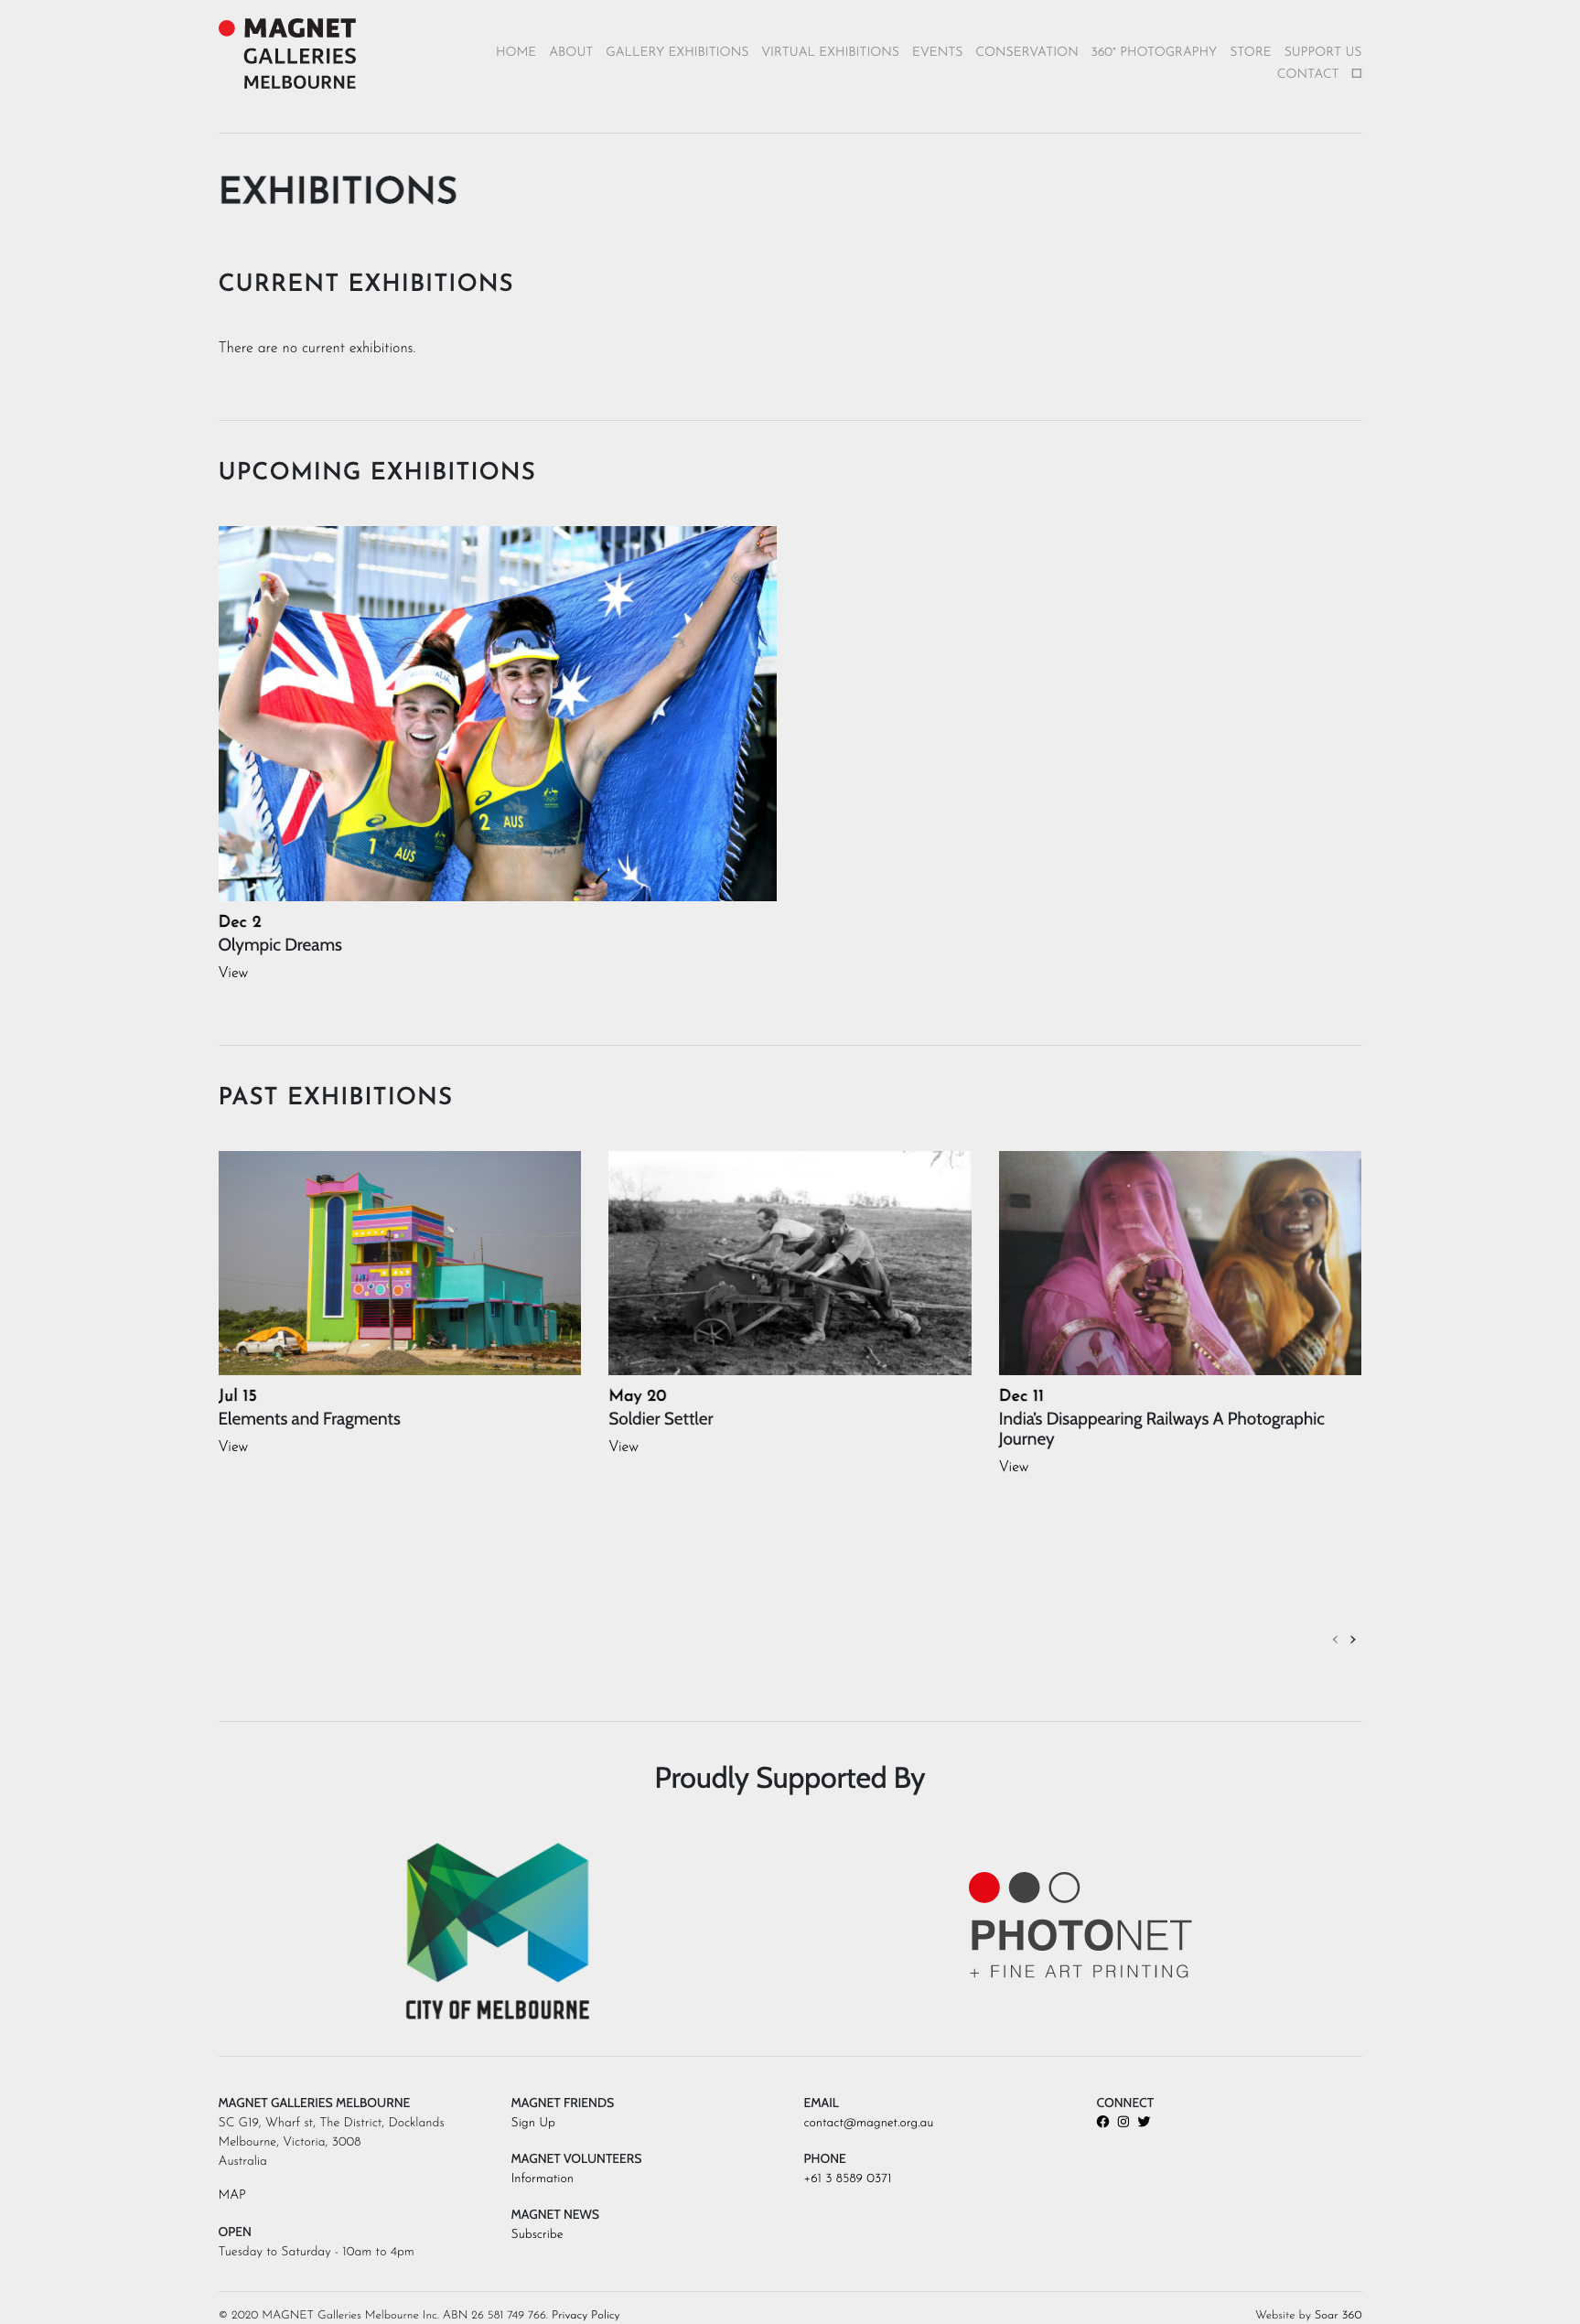 MAGNET
GALLERIES
MELBOURNE
HOME ABOUT GALLERY EXHIBITIONS VIRTUAL EXHIBITIONS EVENTS CONSERVATION 360° PHOTOGRAPHY STORE SUPPORT US
CONTACT
EXHIBITIONS
CURRENT EXHIBITIONS
There are no current exhibitions.
UPCOMING EXHIBITIONS
1 AUS
2 AUS
Dec 2
Olympic Dreams
View
PAST EXHIBITIONS
Jul 15
Elements and Fragments
View
May 20
Soldier Settler
View
Dec 11
India's Disappearing Railways A Photographic
Journey
View
Proudly Supported By
CITY OF MELBOURNE
PHOTONET
+ FINE ART PRINTING
MAGNET GALLERIES MELBOURNE
SC G19, Wharf st, The District, Docklands
Melbourne, Victoria, 3008
Australia
MAP
OPEN
Tuesday to Saturday - 10am to 4pm
MAGNET FRIENDS
Sign Up
MAGNET VOLUNTEERS
Information
MAGNET NEWS
Subscribe
EMAIL
contact@magnet.org.au
PHONE
+61 3 8589 0371
CONNECT
© 2020 MAGNET Galleries Melbourne Inc. ABN 26 581 749 766. Privacy Policy
Website by Soar 360